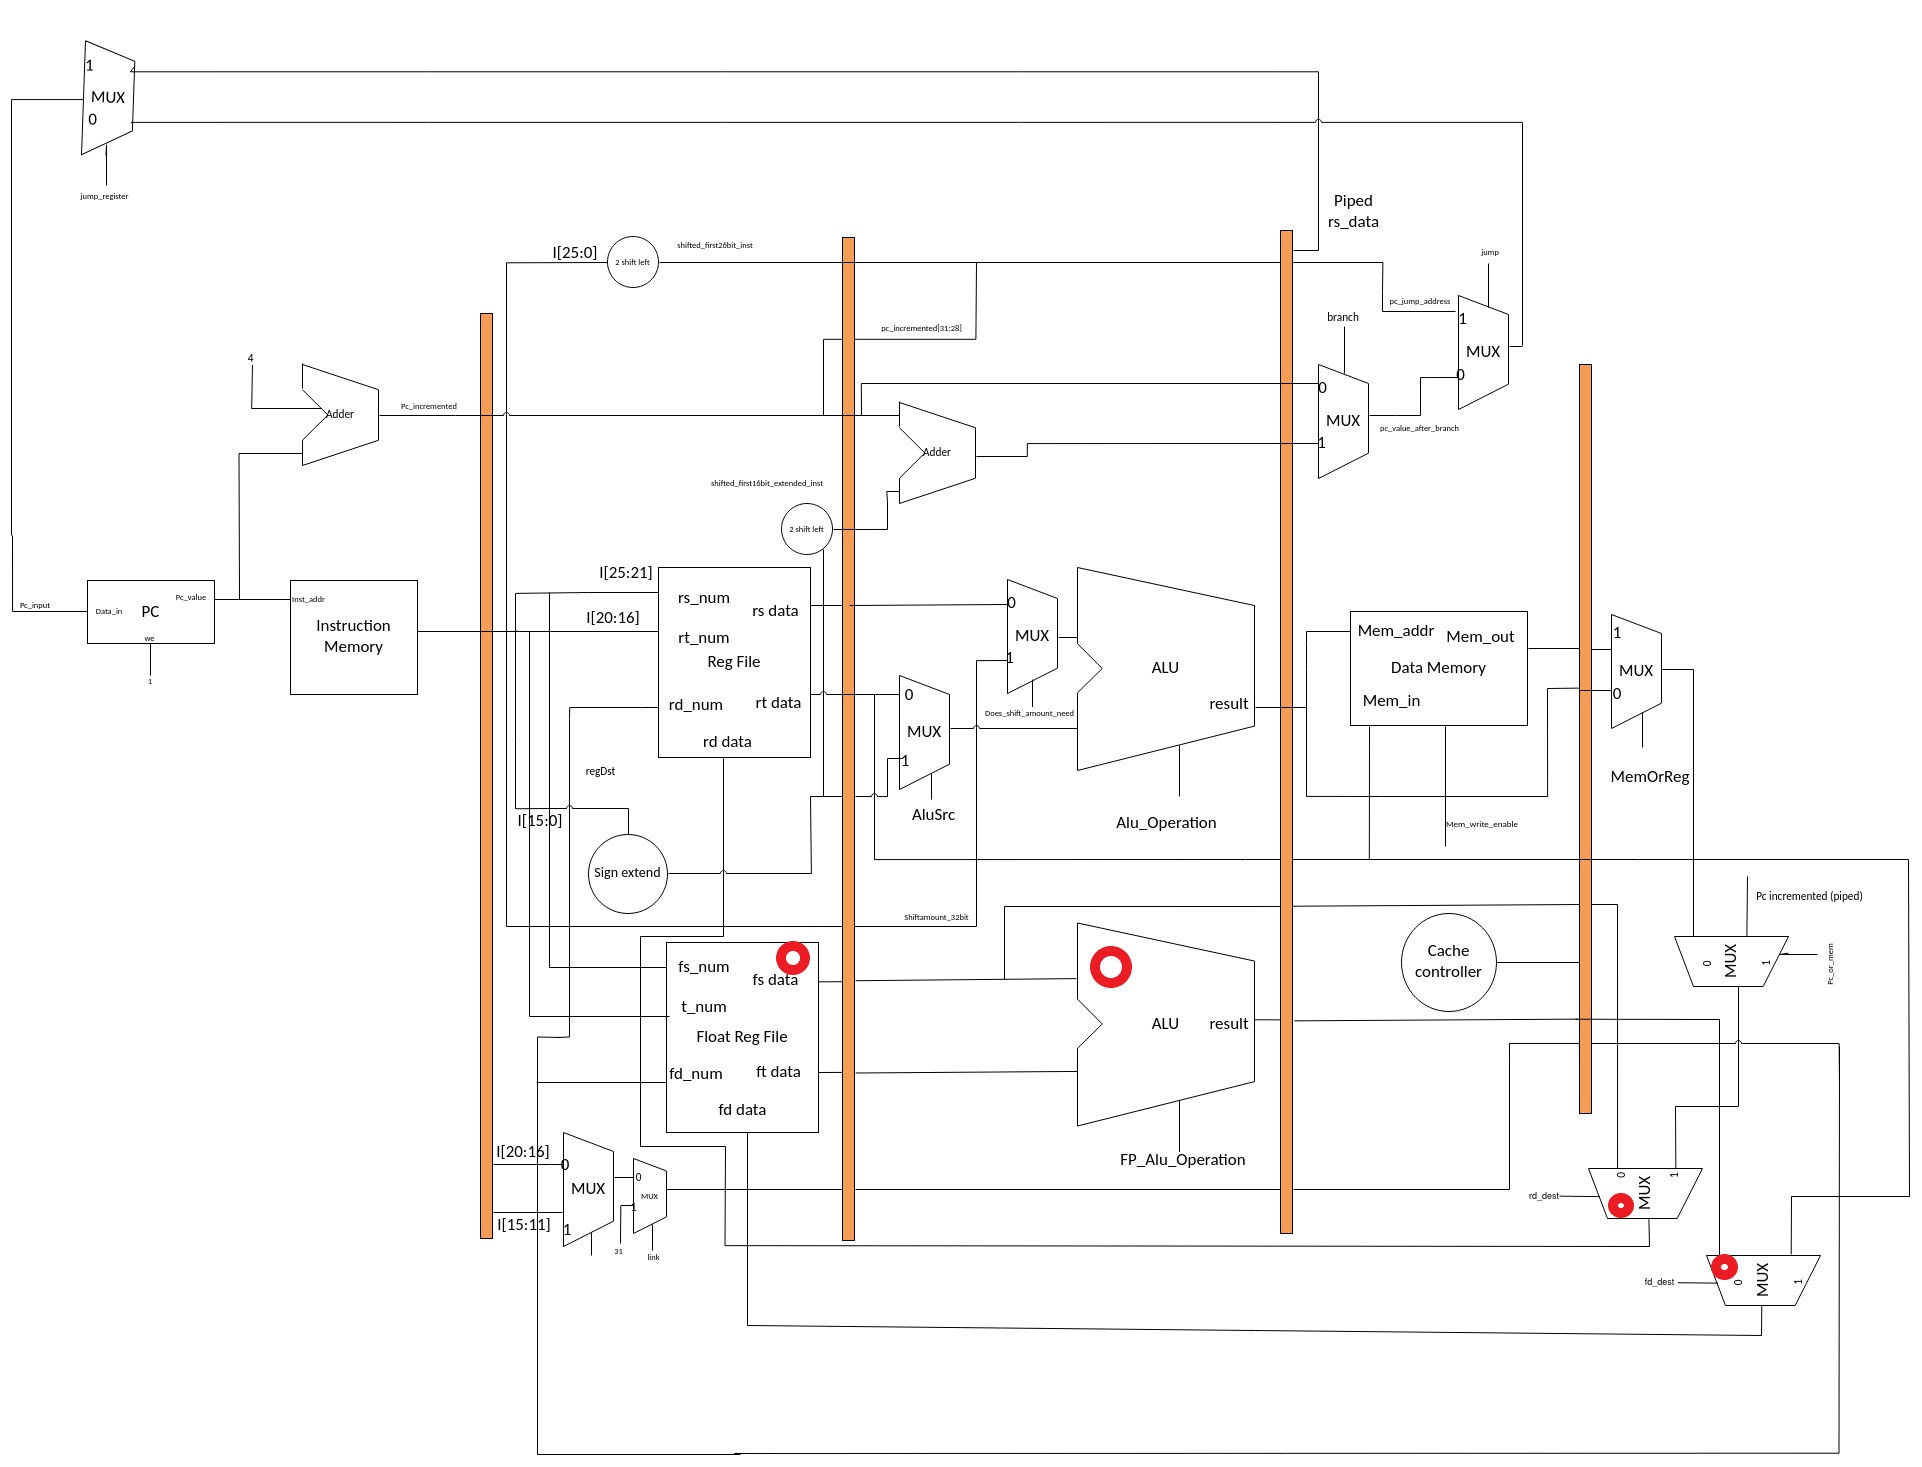 1
MUX
0
jump_register
Piped
rs_data
I[25:0]
2 shift left
shifted_first26bit_inst
jump
pc_jump_address
1
MUX
0
branch
pc_incremented[31:28]
4
Adder
Pc_incremented
0
MUX
1
pc_value_after_branch
Adder
shifted_first16bit_extended_inst
2 shift left
I[25:21]
Pc_input
Data_in
PC
Pc_value
we
1
Inst_addr
Instruction
Memory
I[20:16]
rs_num
rs data
rt_num
Reg File
rd_num
rt data
rd data
0
MUX
1
Does_shift_amount_need
0
MUX
1
AluSrc
ALU
result
Alu_Operation
Mem_addr
Mem_out
Data Memory
Mem_in
Mem_write_enable
1
MUX
0
MemOrReg
regDst
I[15:0]
Sign extend
Shiftamount_32bit
Pc incremented (piped)
0
MUX
1
Pc_or_mem
Cache
controller
fs_num
fs data
t_num
Float Reg File
fd_num
ft data
fd data
ALU
result
FP_Alu_Operation
I[20:16]
0
MUX
1
I[15:11]
0
MUX
1
31
link
rd_dest
0
MUX
1
fd_dest
0
MUX
1